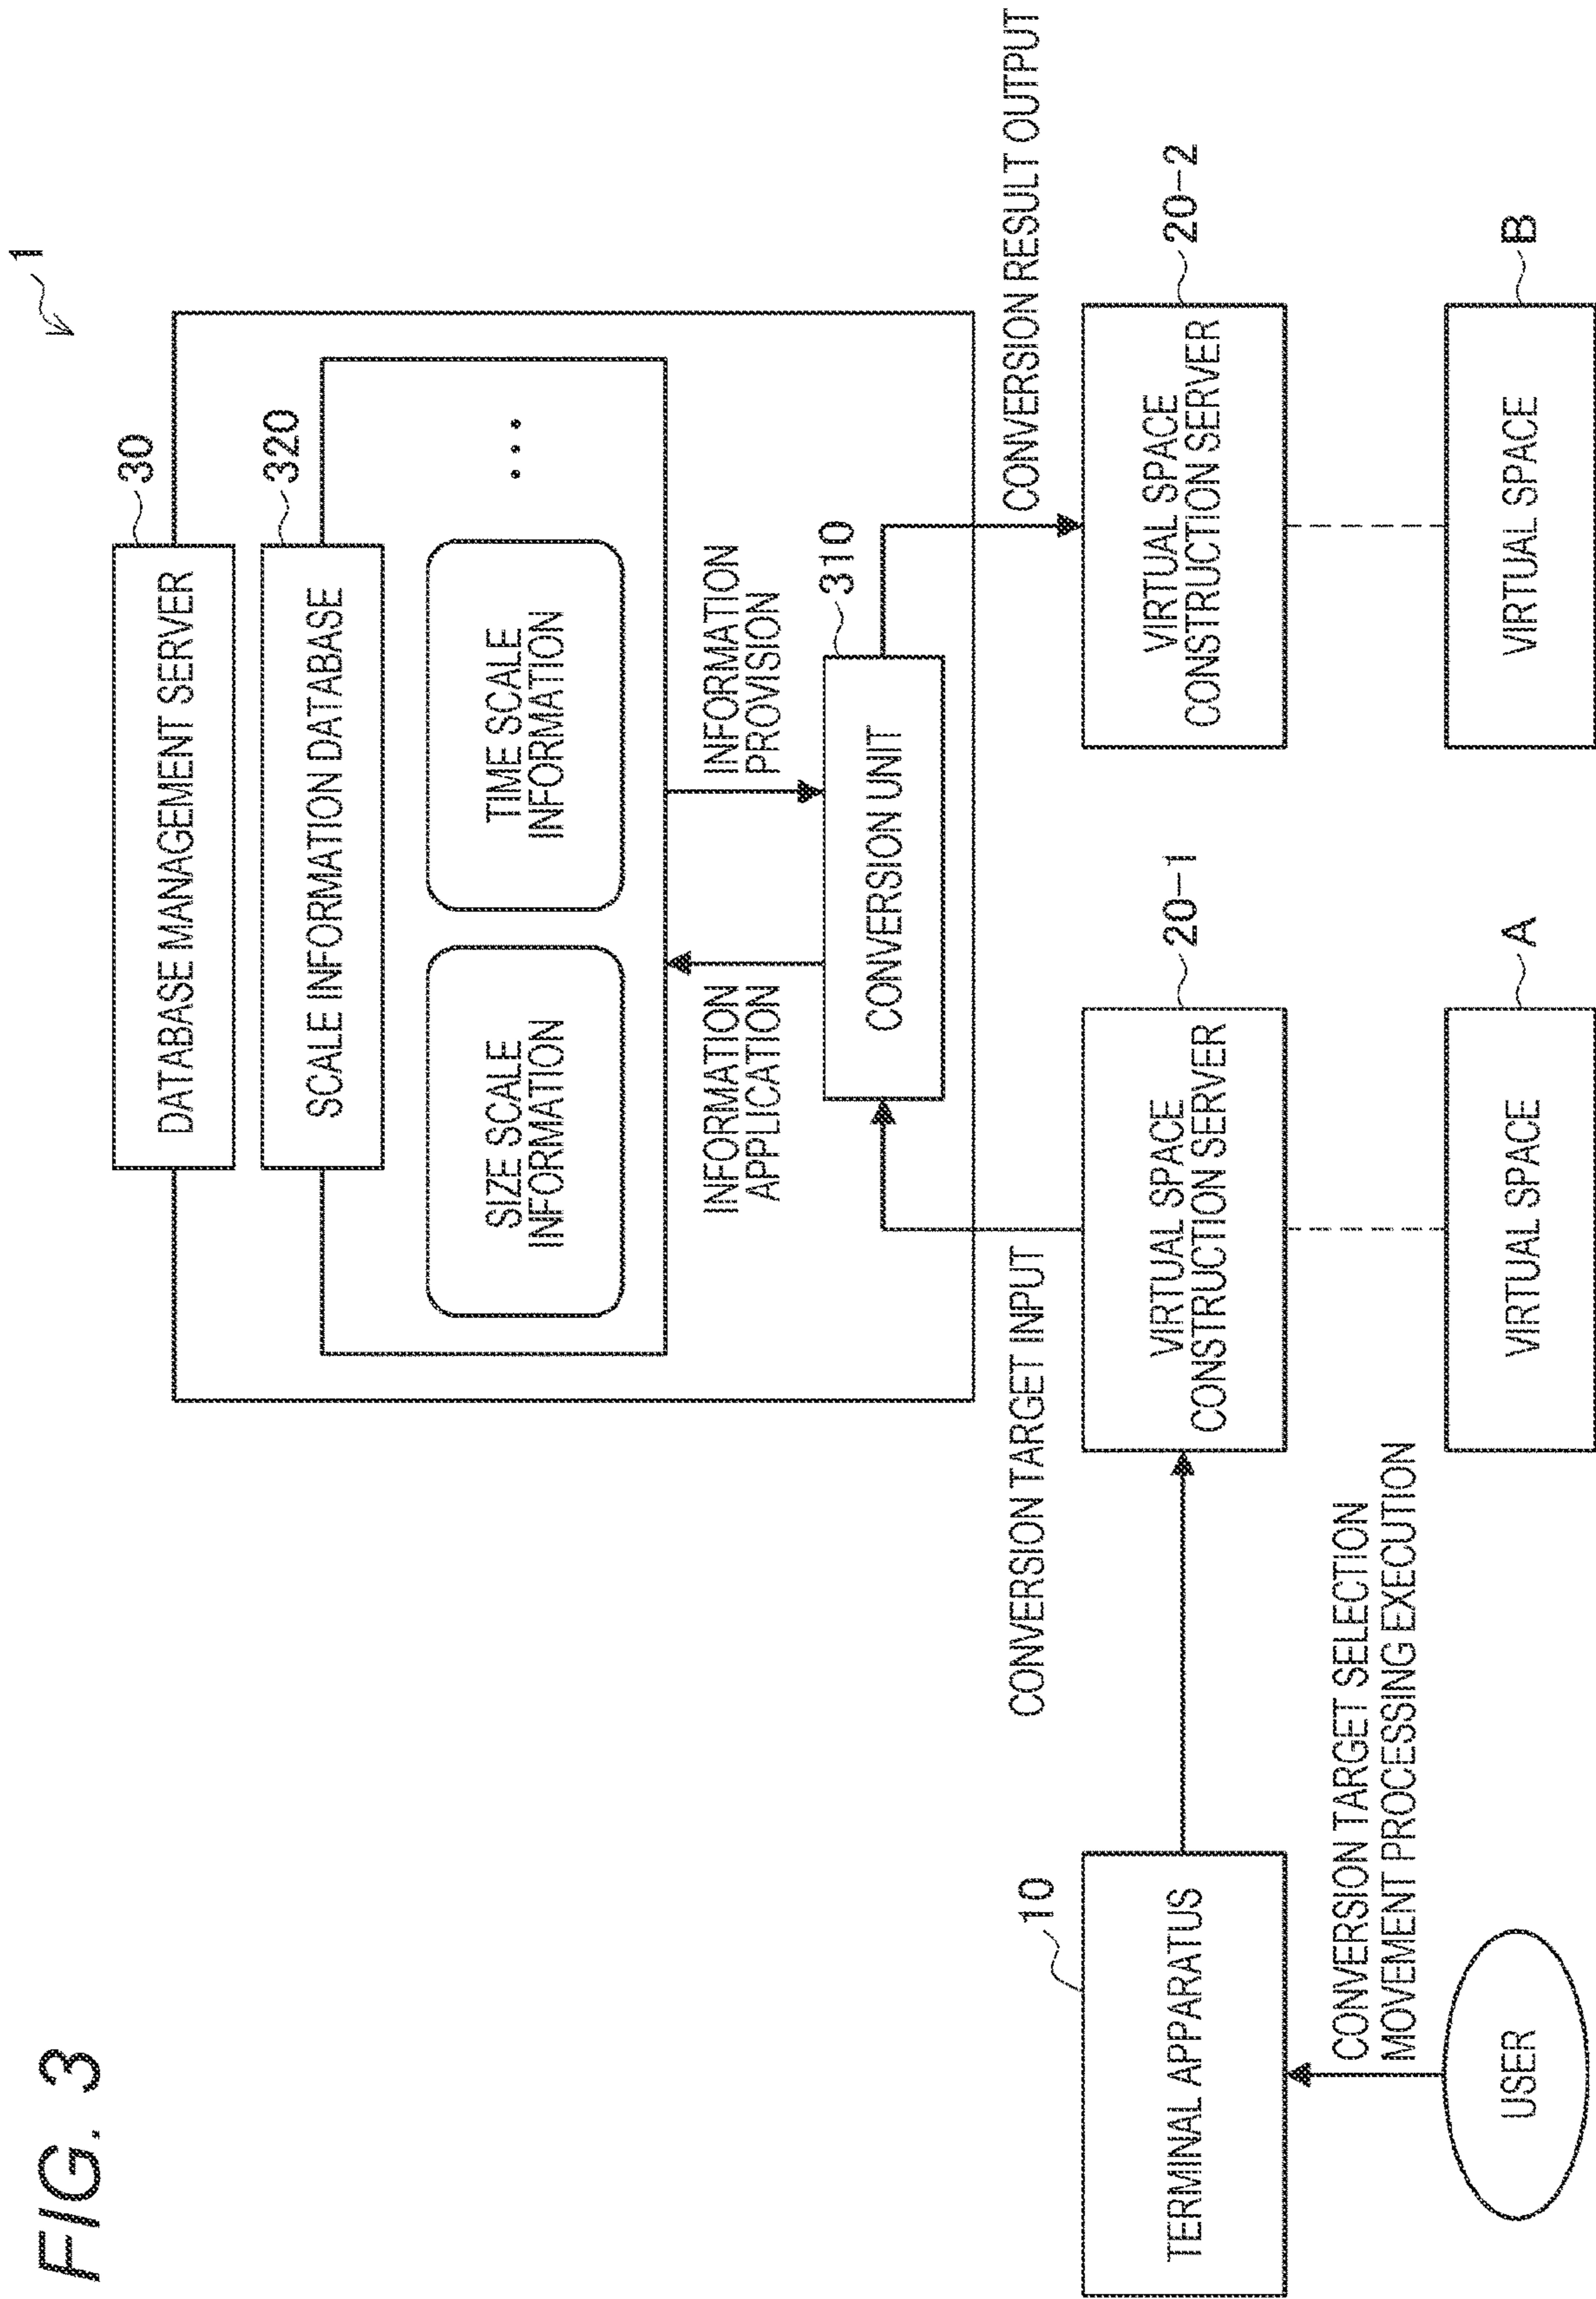 FIG. 3
1
DATABASE MANAGEMENT SERVER
30
SCALE INFORMATION DATABASE
320
SIZE SCALE
INFORMATION
TIME SCALE
INFORMATION
...
INFORMATION
APPLICATION
INFORMATION
PROVISION
CONVERSION UNIT
310
CONVERSION TARGET INPUT
CONVERSION RESULT OUTPUT
10
TERMINAL APPARATUS
VIRTUAL SPACE
CONSTRUCTION SERVER
20-1
VIRTUAL SPACE
CONSTRUCTION SERVER
20-2
CONVERSION TARGET SELECTION
MOVEMENT PROCESSING EXECUTION
USER
VIRTUAL SPACE
A
VIRTUAL SPACE
B